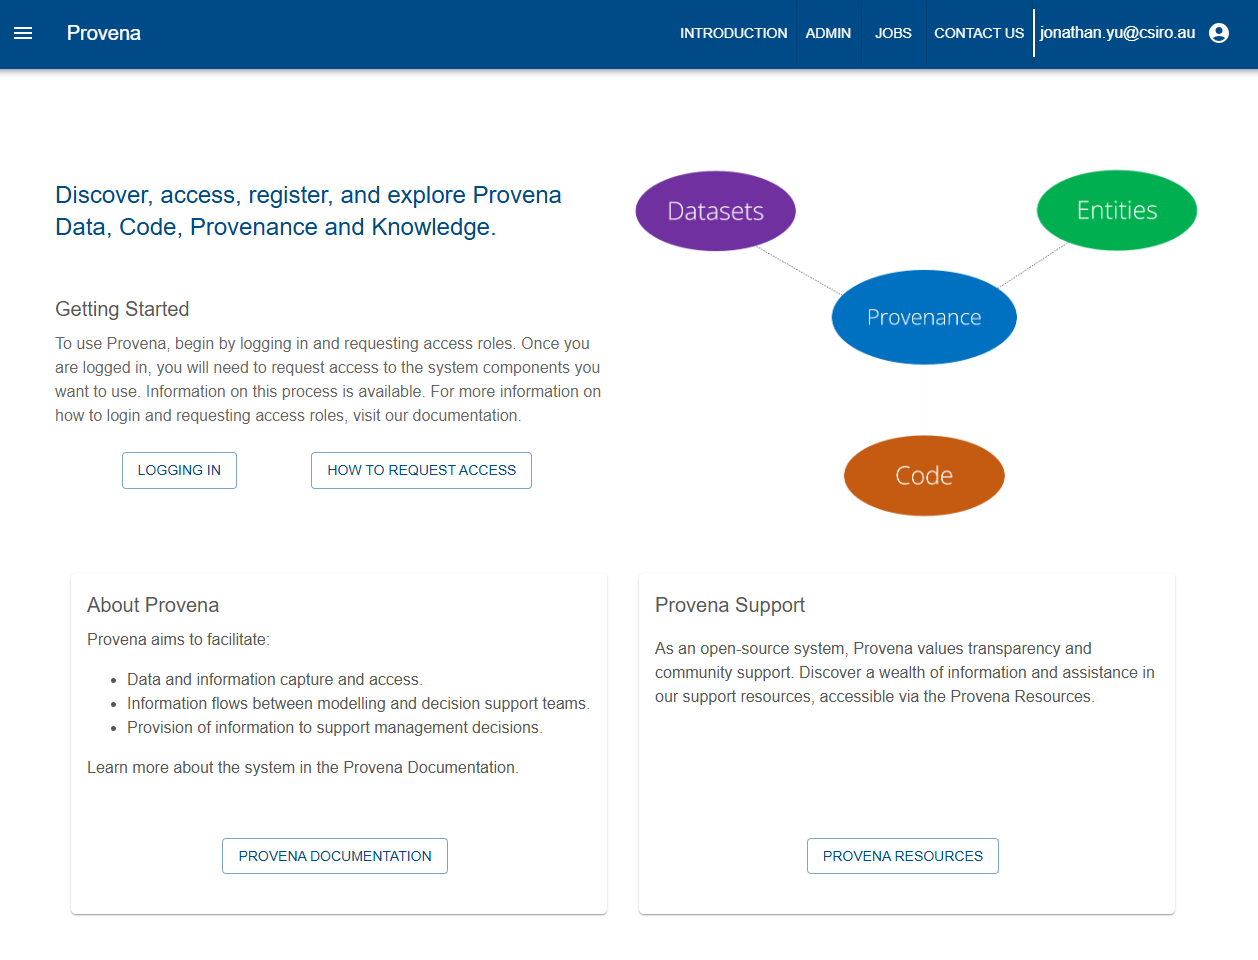 Provena
INTRODUCTION
ADMIN
JOBS
CONTACT US
jonathan.yu@csiro.au
Discover, access, register, and explore Provena
Data, Code, Provenance and Knowledge.
Datasets
Entities
Provenance
Code
Getting Started
To use Provena, begin by logging in and requesting access roles. Once you
are logged in, you will need to request access to the system components you
want to use. Information on this process is available. For more information on
how to login and requesting access roles, visit our documentation.
LOGGING IN
HOW TO REQUEST ACCESS
About Provena
Provena aims to facilitate:
• Data and information capture and access.
• Information flows between modelling and decision support teams.
• Provision of information to support management decisions.
Learn more about the system in the Provena Documentation.
PROVENA DOCUMENTATION
Provena Support
As an open-source system, Provena values transparency and
community support. Discover a wealth of information and assistance in
our support resources, accessible via the Provena Resources.
PROVENA RESOURCES